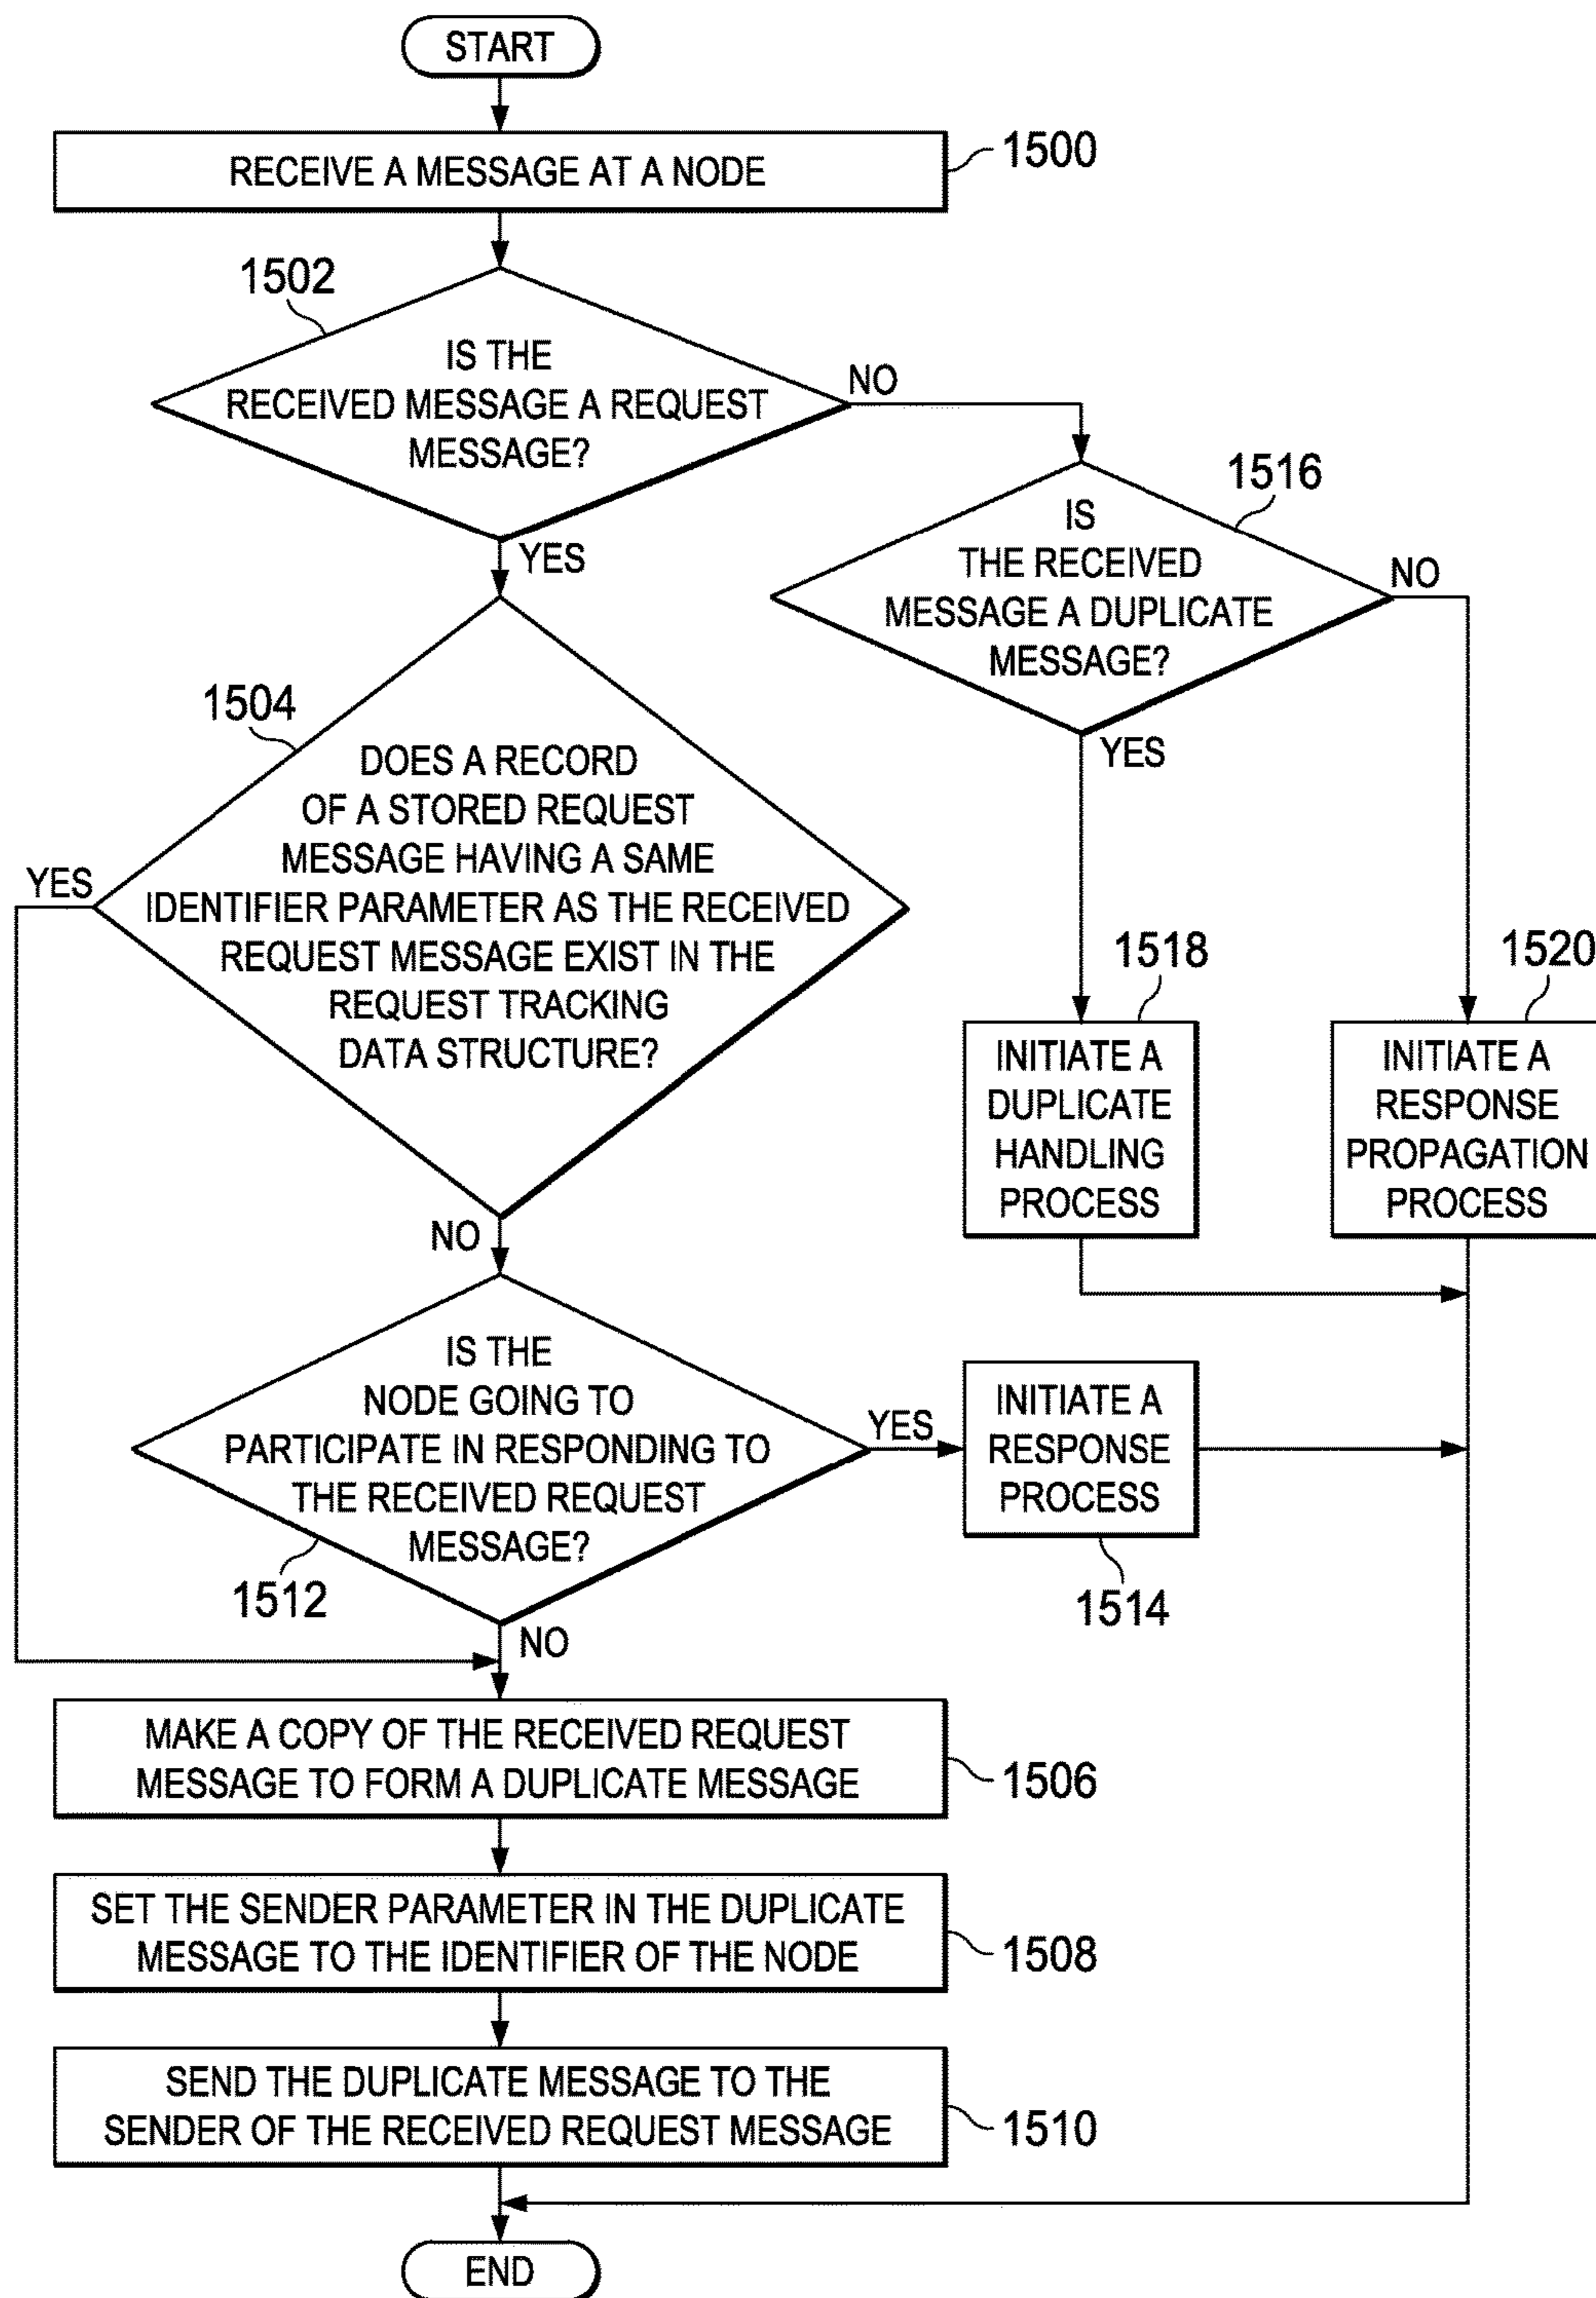 START
RECEIVE A MESSAGE AT A NODE
1500
1502
IS THE
RECEIVED MESSAGE A REQUEST
MESSAGE?
NO
YES
1516
IS
THE RECEIVED
MESSAGE A DUPLICATE
MESSAGE?
NO
YES
1504
DOES A RECORD
OF A STORED REQUEST
MESSAGE HAVING A SAME
IDENTIFIER PARAMETER AS THE RECEIVED
REQUEST MESSAGE EXIST IN THE
REQUEST TRACKING
DATA STRUCTURE?
YES
NO
1518
INITIATE A
DUPLICATE
HANDLING
PROCESS
1520
INITIATE A
RESPONSE
PROPAGATION
PROCESS
IS THE
NODE GOING TO
PARTICIPATE IN RESPONDING TO
THE RECEIVED REQUEST
MESSAGE?
1512
YES
NO
INITIATE A
RESPONSE
PROCESS
1514
MAKE A COPY OF THE RECEIVED REQUEST
MESSAGE TO FORM A DUPLICATE MESSAGE
1506
SET THE SENDER PARAMETER IN THE DUPLICATE
MESSAGE TO THE IDENTIFIER OF THE NODE
1508
SEND THE DUPLICATE MESSAGE TO THE
SENDER OF THE RECEIVED REQUEST MESSAGE
1510
END